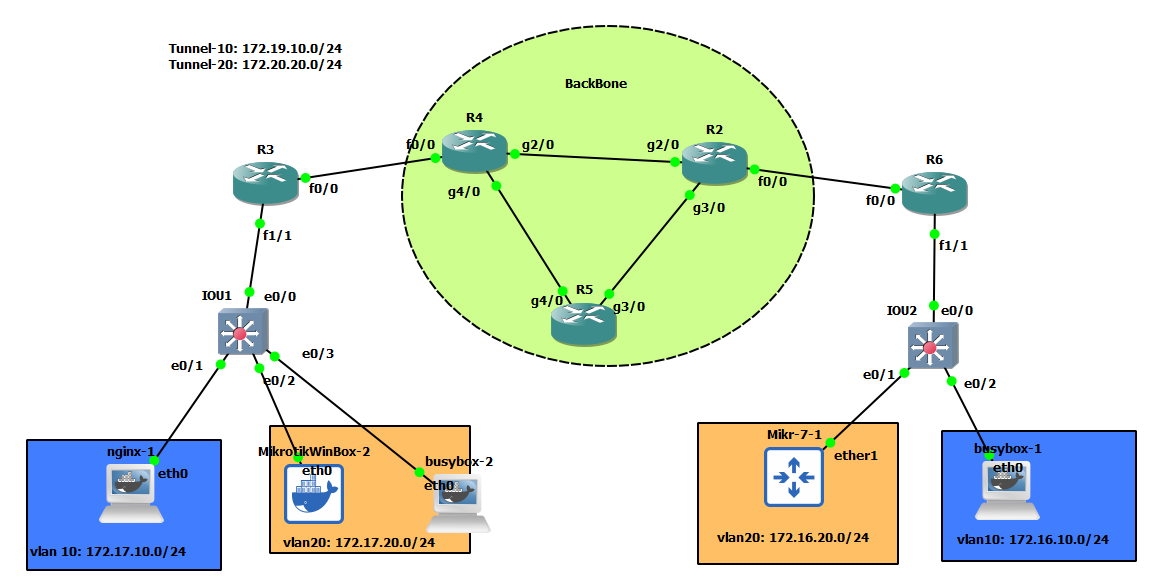 Tunnel-10: 172.19.10.0/24
Tunnel-20: 172.20.20.0/24
BackBone
R4
f0/0
g2/0
g4/0
R2
g2/0
f0/0
g3/0
R3
f0/0
f1/1
R6
f0/0
f1/1
R5
g4/0
g3/0
IOU1
e0/0
e0/1
e0/2
e0/3
IOU2
e0/0
e0/1
e0/2
nginx-1
eth0
vlan 10: 172.17.10.0/24
MikrotikWinBox-2
eth0
busybox-2
eth0
vlan20: 172.17.20.0/24
Mikr-7-1
ether1
vlan20: 172.16.20.0/24
busybox-1
eth0
vlan10: 172.16.10.0/24